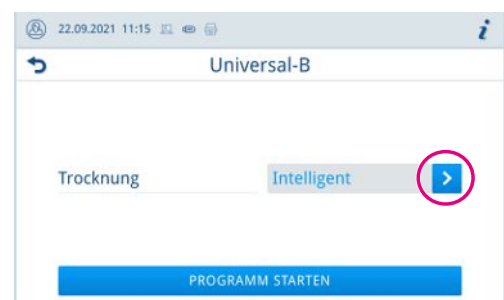 22.09.2021 11:15
Universal-B
Trocknung Intelligent
PROGRAMM STARTEN